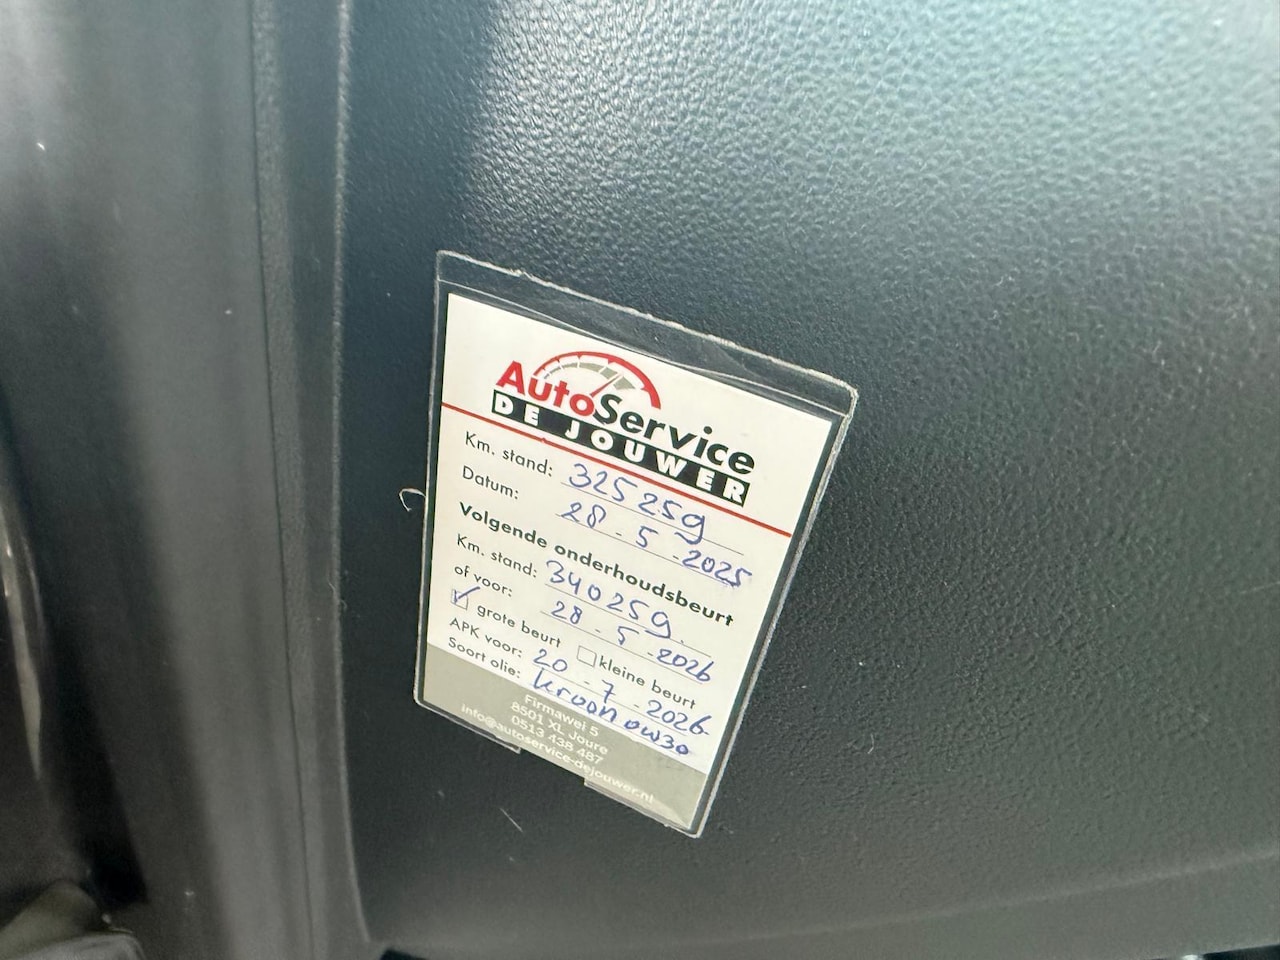 AutoService
DE JOUWER
Km. stand: 325259
Datum: 28-5-2025
Volgende onderhoudsbeurt
Km. stand: 340259
of voor: 28-5-2026
grote beurt kleine beurt
APK voor: 20-7-2026
Soort olie: kroon 0w30
Firmawei 5
8501 XL Joure
0513 438 487
info@autoservice-dejouwer.nl